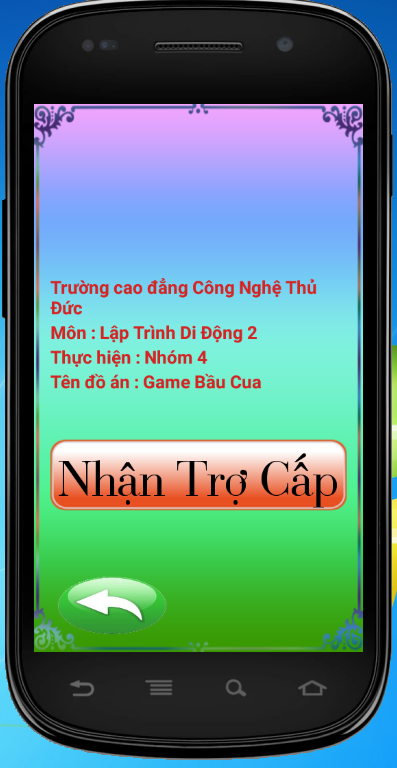 Trường cao đẳng Công Nghệ Thủ
Đức
Môn : Lập Trình Di Động 2
Thực hiện : Nhóm 4
Tên đồ án : Game Bầu Cua
Nhận Trợ Cấp